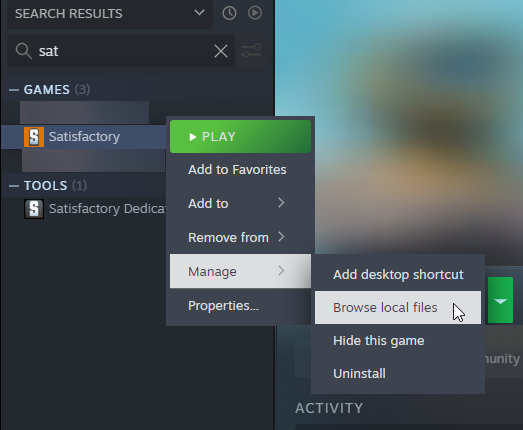 SEARCH RESULTS
sat
GAMES (3)
Satisfactory
PLAY
Add to Favorites
TOOLS (1)
Satisfactory Dedica
Add to
Remove from
Manage
Add desktop shortcut
Browse local files
Properties...
Hide this game
munity
Uninstall
ACTIVITY